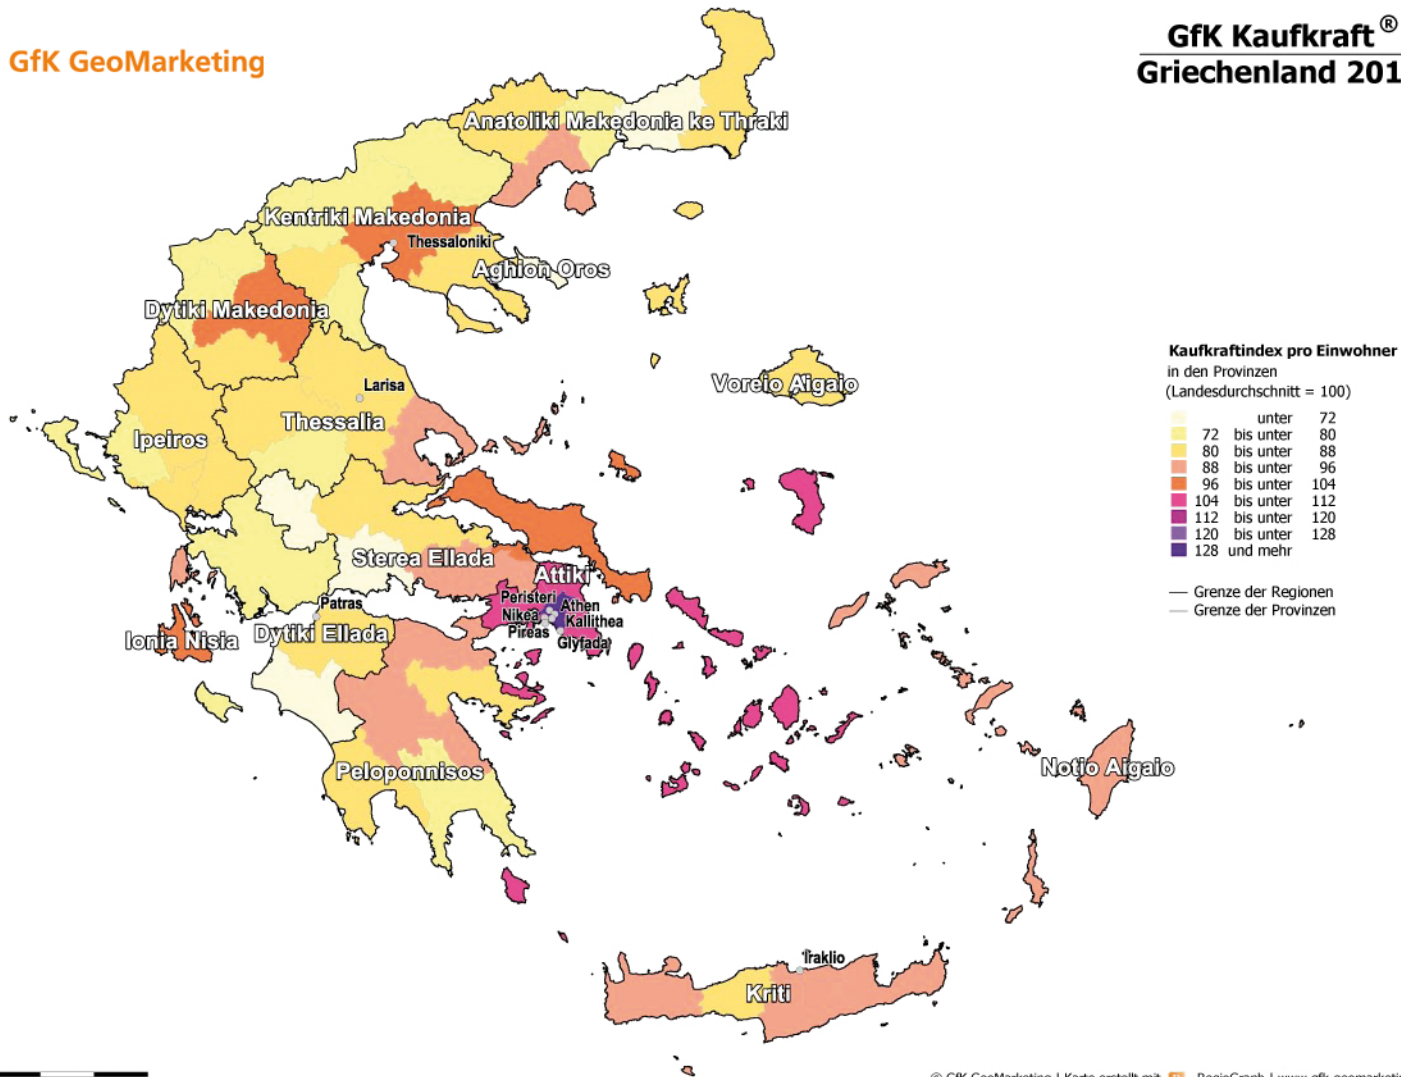 GfK GeoMarketing
GfK Kaufkraft®
Griechenland 201
Anatoliki Makedonia ke Thraki
Kentriki Makedonia
Thessaloniki
Aghion Oros
Dytiki Makedonia
Larisa
Voreio Aigaio
Thessalia
Ipeiros
Sterea Ellada
Attiki
Peristeri
Athen
Nikea
Kallithea
Pireas
Glyfada
Patras
Ionia Nisia
Dytiki Ellada
Peloponnisos
Notio Aigaio
Iraklio
Kriti
Kaufkraftindex pro Einwohner
in den Provinzen
(Landesdurchschnitt = 100)
unter 72
72 bis unter 80
80 bis unter 88
88 bis unter 96
96 bis unter 104
104 bis unter 112
112 bis unter 120
120 bis unter 128
128 und mehr
Grenze der Regionen
Grenze der Provinzen